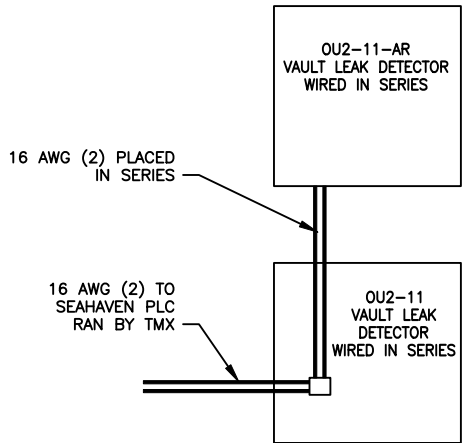 OU2-11-AR
VAULT LEAK DETECTOR
WIRED IN SERIES
16 AWG (2) PLACED
IN SERIES
16 AWG (2) TO
SEAHAVEN PLC
RAN BY TMX
OU2-11
VAULT LEAK
DETECTOR
WIRED IN SERIES